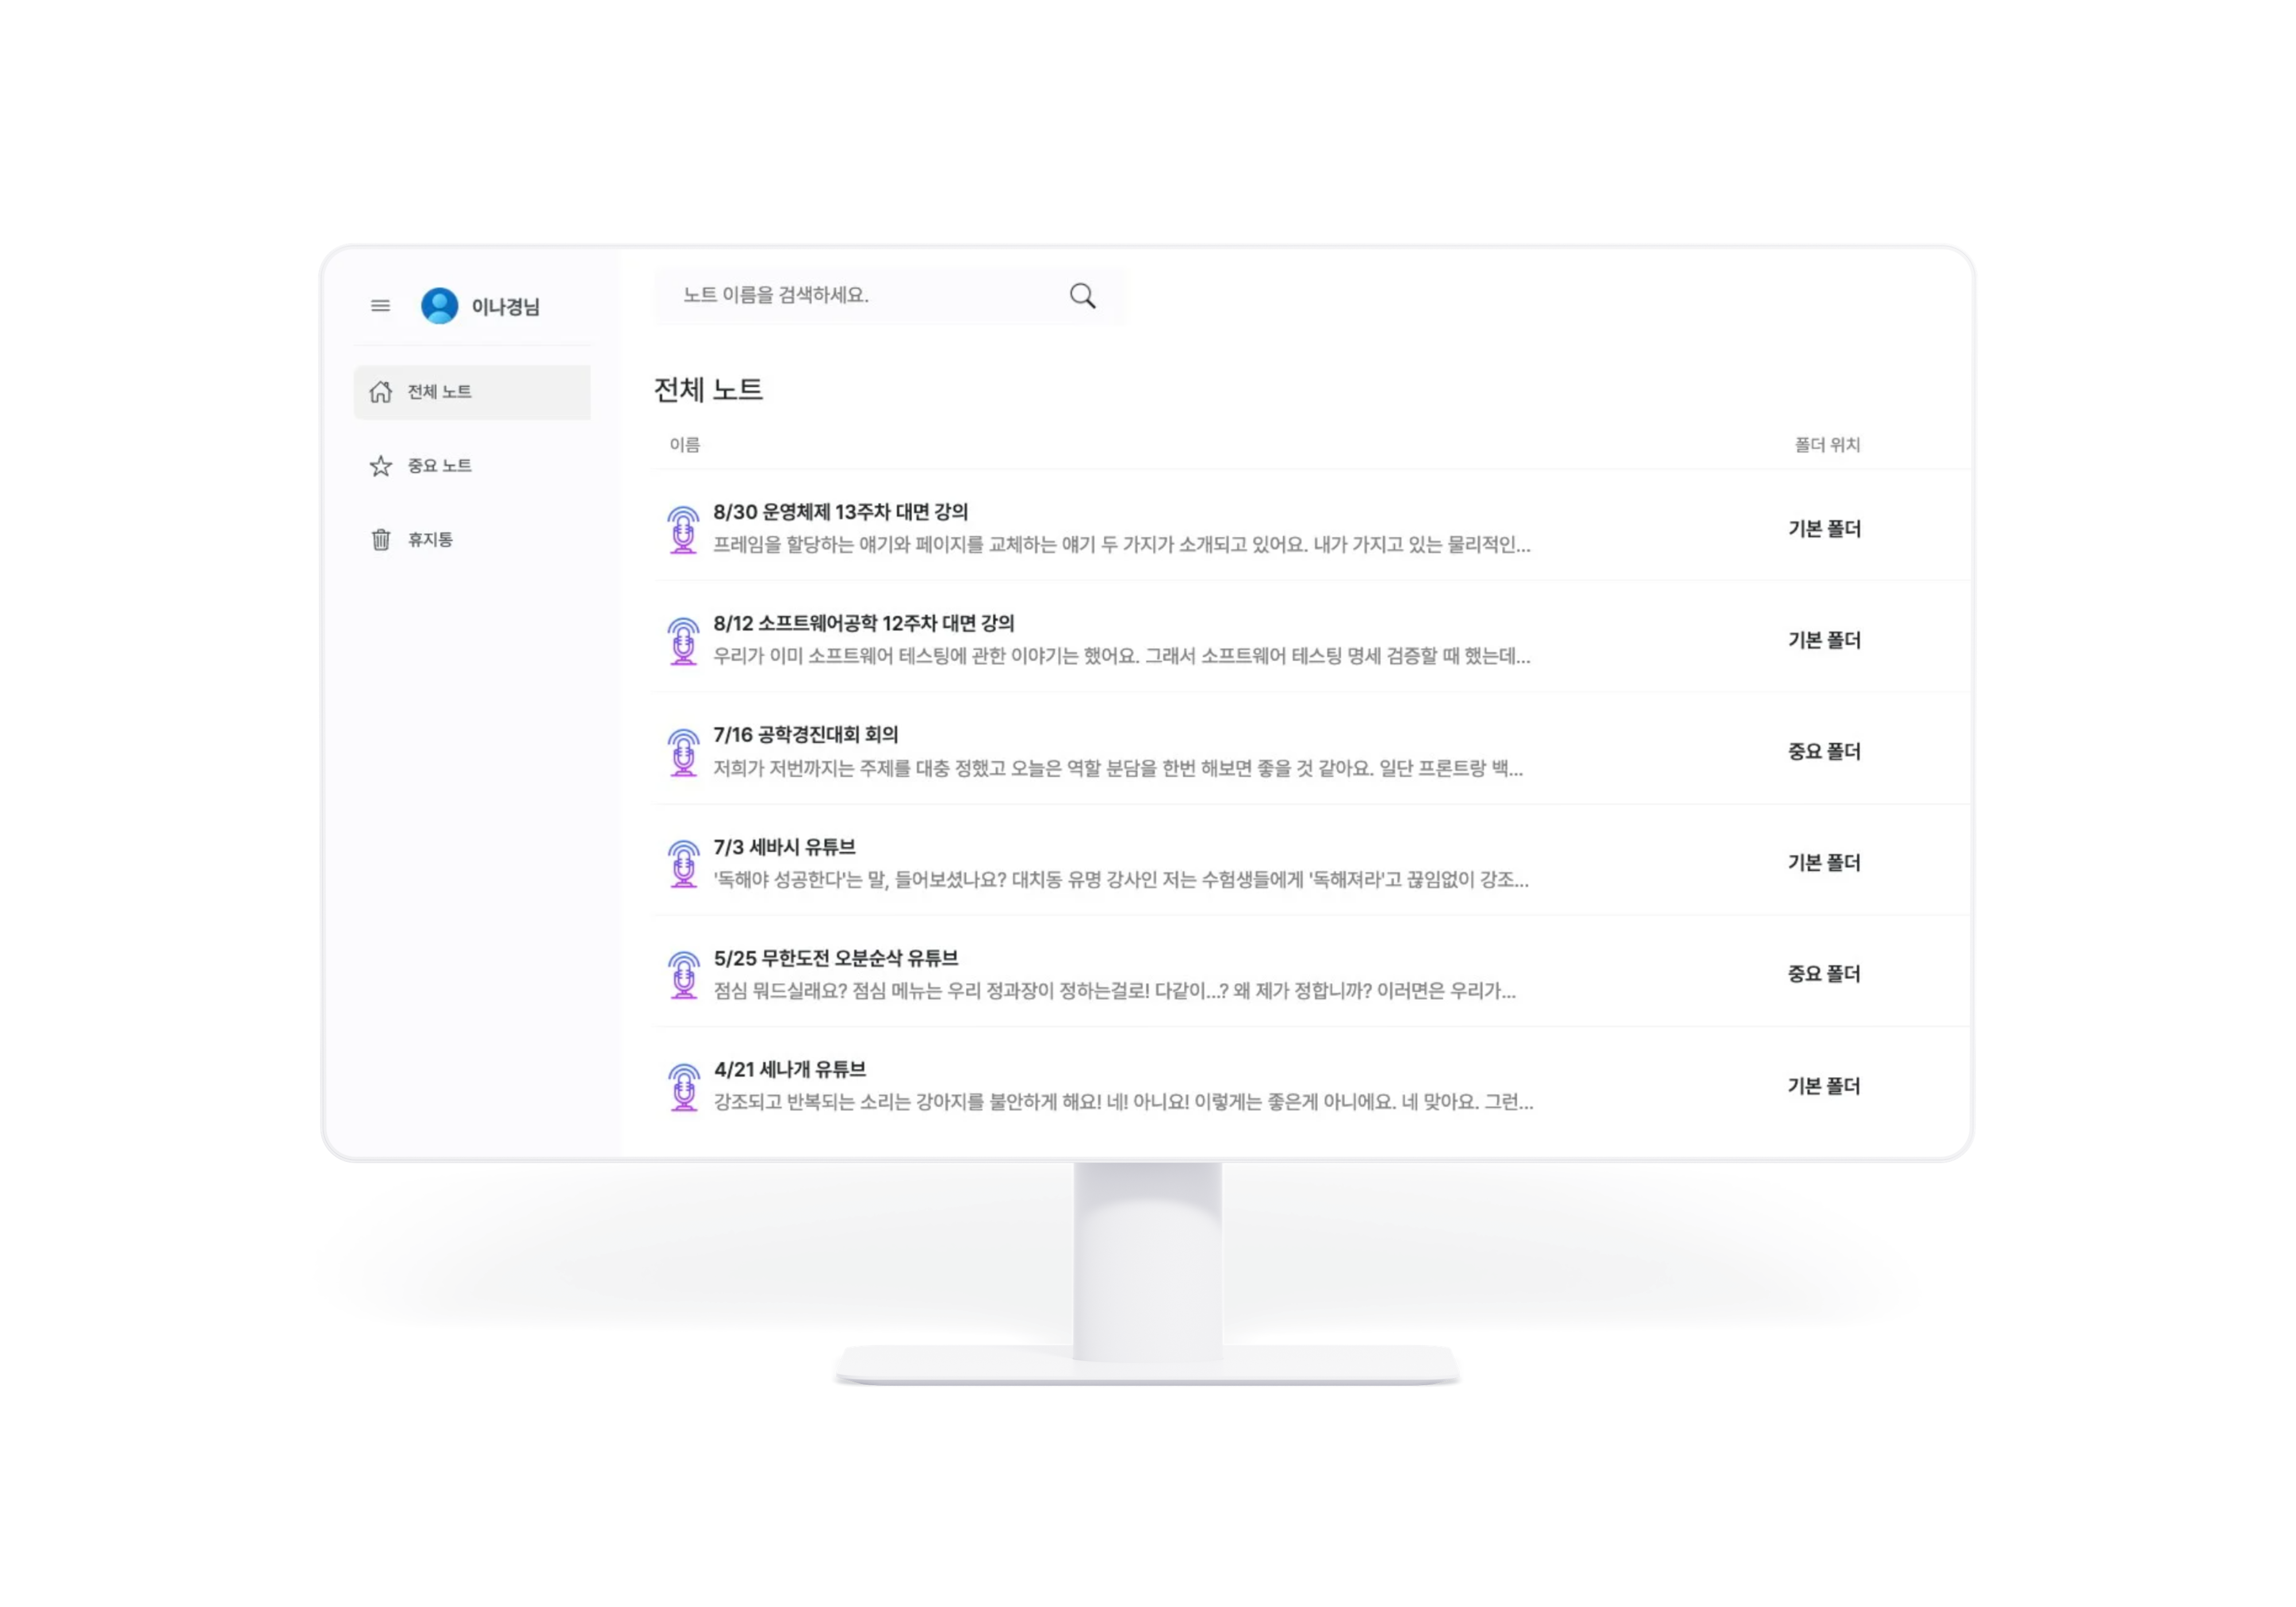 이나경님
전체 노트
중요 노트
휴지통
노트 이름을 검색하세요.
전체 노트
이름 폴더 위치
8/30 운영체제 13주차 대면 강의
프레임을 할당하는 얘기와 페이지를 교체하는 얘기 두 가지가 소개되고 있어요. 내가 가지고 있는 물리적인...
기본 폴더
8/12 소프트웨어공학 12주차 대면 강의
우리가 이미 소프트웨어 테스팅에 관한 이야기는 했어요. 그래서 소프트웨어 테스팅 명세 검증할 때 했는데...
기본 폴더
7/16 공학경진대회 회의
저희가 저번까지는 주제를 대충 정했고 오늘은 역할 분담을 한번 해보면 좋을 것 같아요. 일단 프론트랑 백...
중요 폴더
7/3 세바시 유튜브
'독해야 성공한다'는 말, 들어보셨나요? 대치동 유명 강사인 저는 수험생들에게 '독해져라'고 끊임없이 강조...
기본 폴더
5/25 무한도전 오분순삭 유튜브
점심 뭐드실래요? 점심 메뉴는 우리 정과장이 정하는걸로! 다같이...? 왜 제가 정합니까? 이러면은 우리가...
중요 폴더
4/21 세나개 유튜브
강조되고 반복되는 소리는 강아지를 불안하게 해요! 네! 아니요! 이렇게는 좋은게 아니에요. 네 맞아요. 그런...
기본 폴더